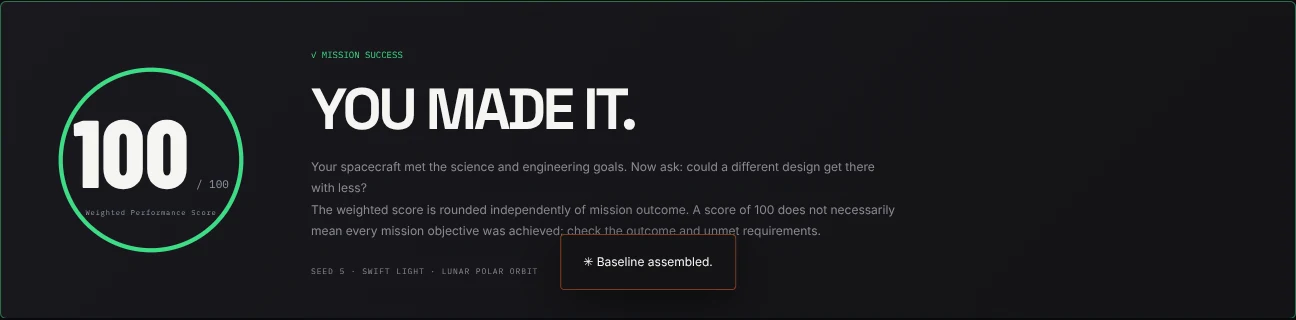 √ MISSION SUCCESS
YOU MADE IT.
100 / 100
Weighted Performance Score
Your spacecraft met the science and engineering goals. Now ask: could a different design get there
with less?
The weighted score is rounded independently of mission outcome. A score of 100 does not necessarily
mean every mission objective was achieved; check the outcome and unmet requirements.
SEED 5 · SWIFT LIGHT · LUNAR POLAR ORBIT
✳ Baseline assembled.